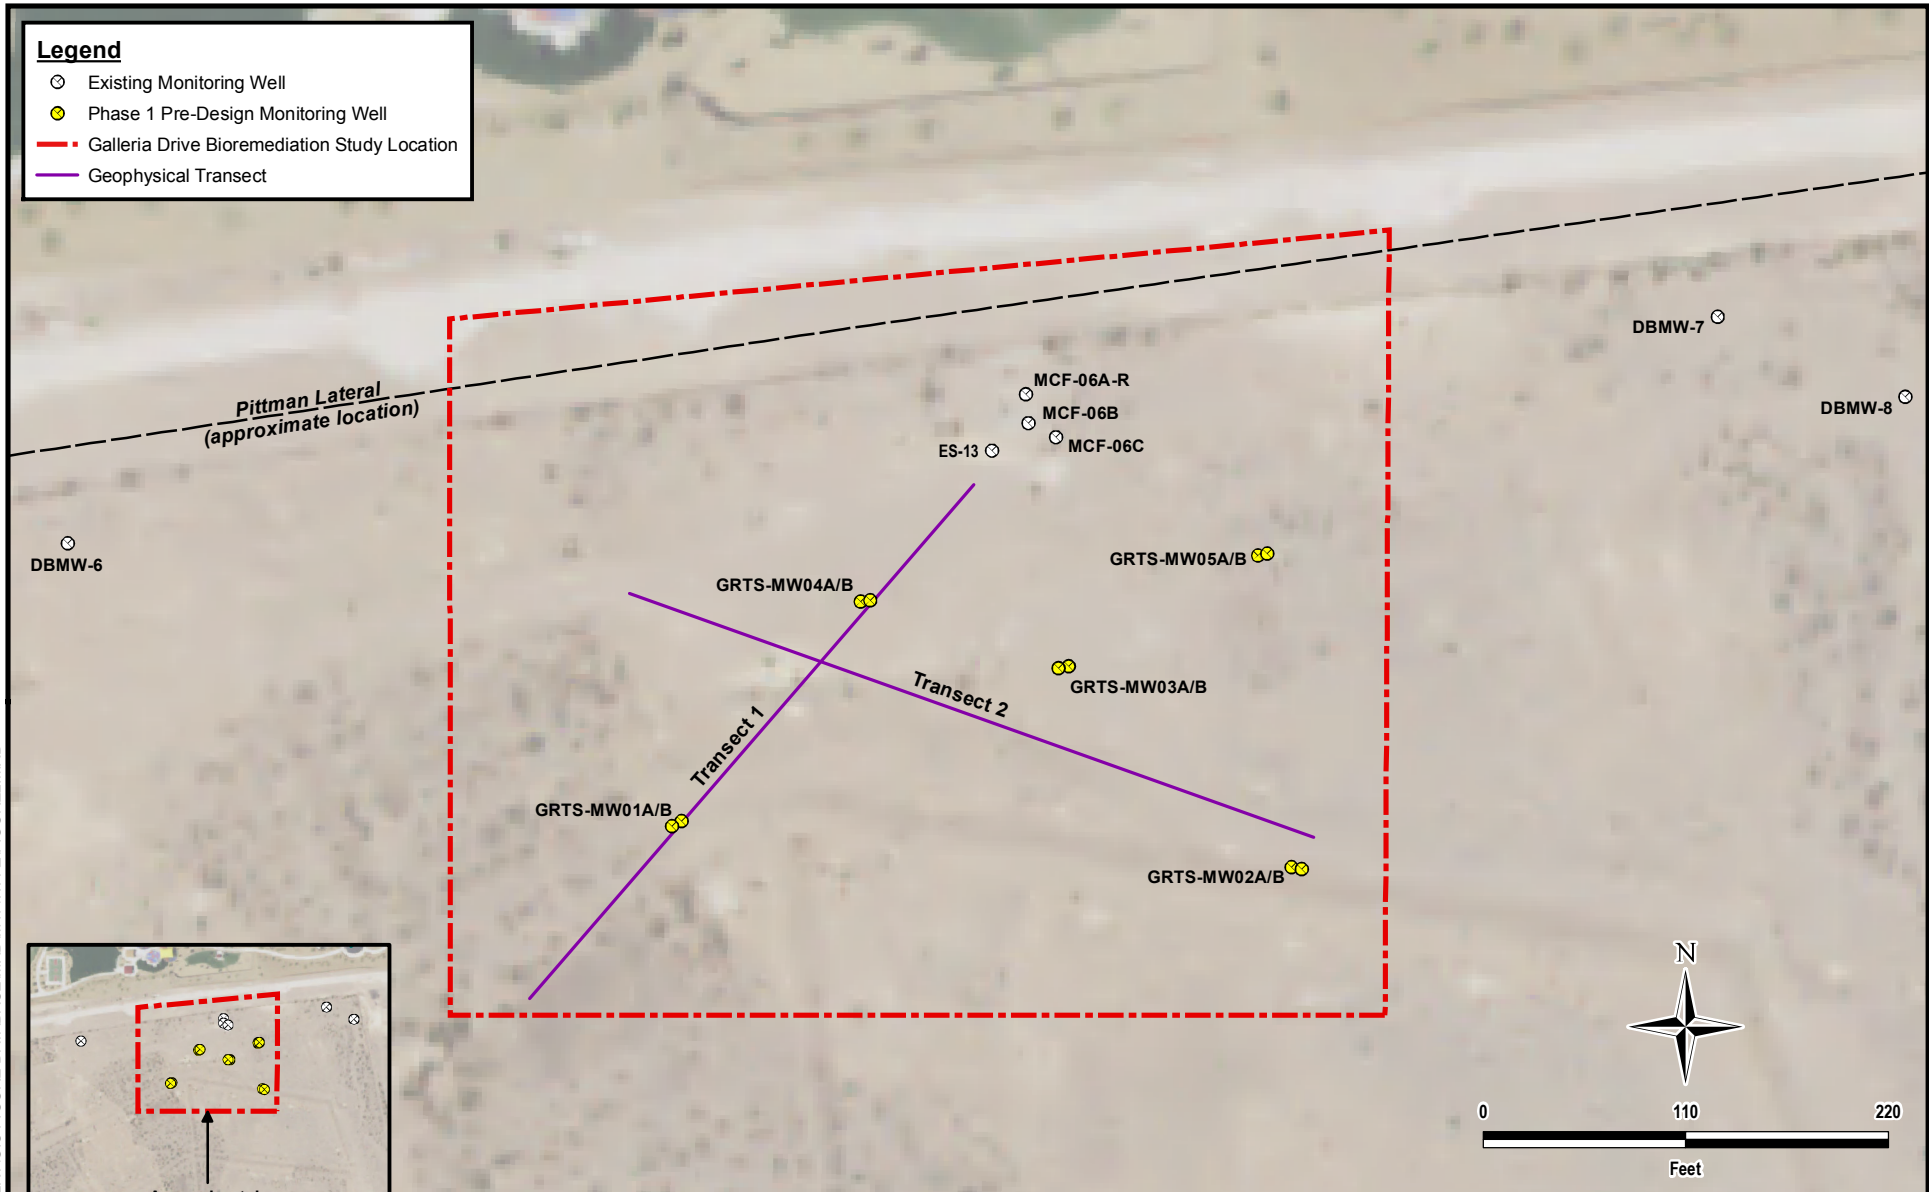 Legend
Existing Monitoring Well
Phase 1 Pre-Design Monitoring Well
Galleria Drive Bioremediation Study Location
Geophysical Transect
Pittman Lateral
(approximate location)
DBMW-7
DBMW-8
MCF-06A-R
MCF-06B
MCF-06C
ES-13
DBMW-6
GRTS-MW05A/B
GRTS-MW04A/B
GRTS-MW03A/B
Transect 2
Transect 1
GRTS-MW01A/B
GRTS-MW02A/B
N
0 110 220
Feet